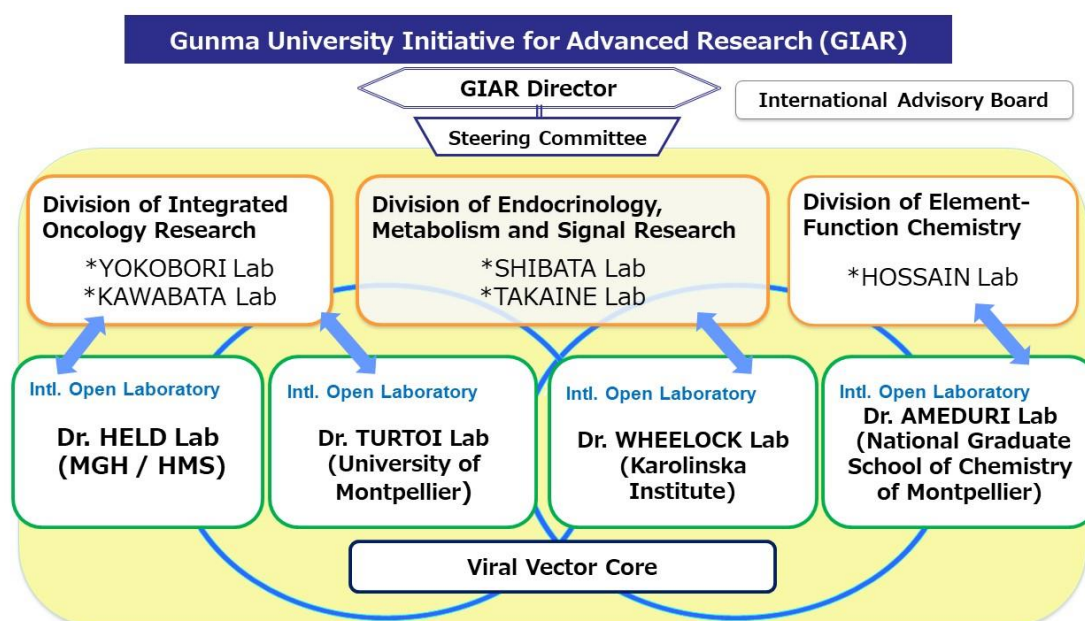 Gunma University Initiative for Advanced Research (GIAR)
GIAR Director
International Advisory Board
Steering Committee
Division of Integrated
Oncology Research
*YOKOBORI Lab
*KAWABATA Lab
Division of Endocrinology,
Metabolism and Signal Research
*SHIBATA Lab
*TAKAINE Lab
Division of Element-
Function Chemistry
*HOSSAIN Lab
Intl. Open Laboratory
Dr. HELD Lab
(MGH / HMS)
Intl. Open Laboratory
Dr. TURTOI Lab
(University of
Montpellier)
Intl. Open Laboratory
Dr. WHEELOCK Lab
(Karolinska
Institute)
Intl. Open Laboratory
Dr. AMEDURI Lab
(National Graduate
School of Chemistry
of Montpellier)
Viral Vector Core